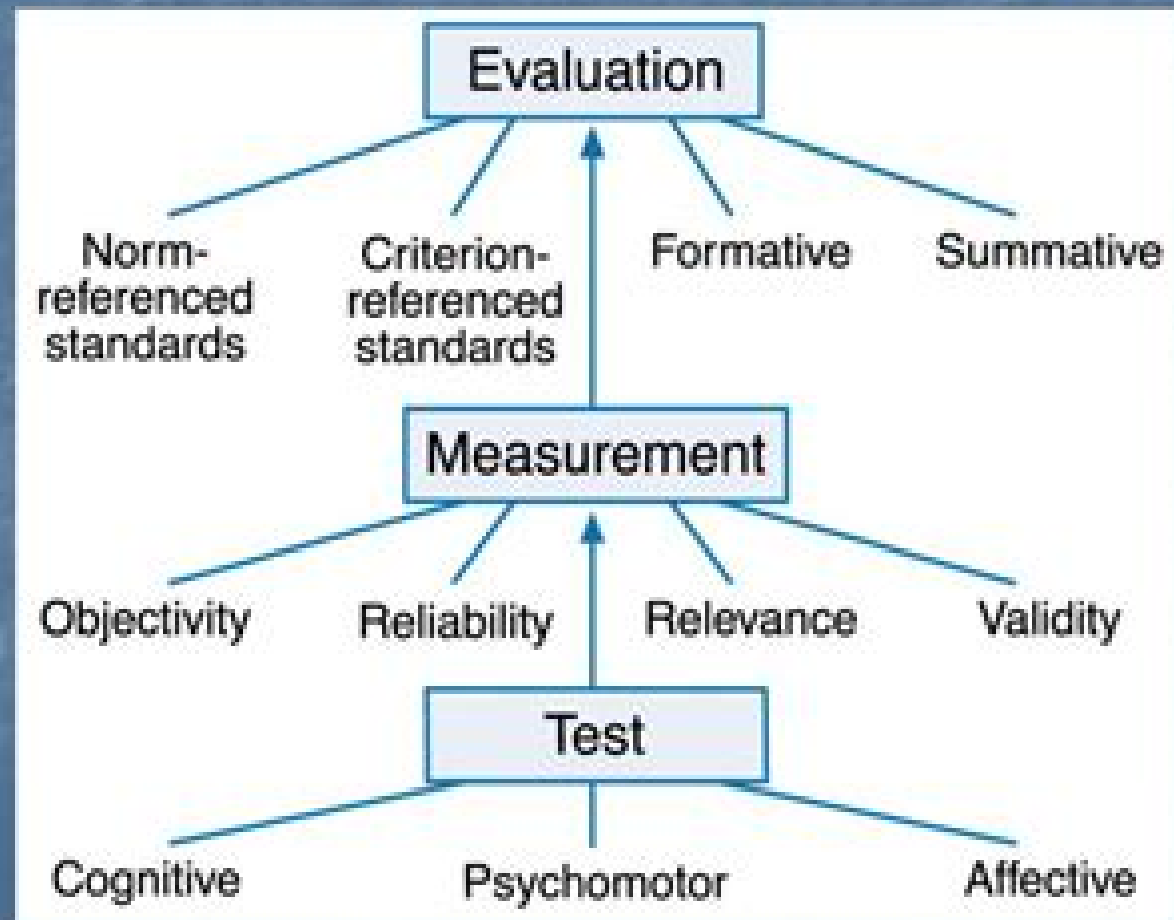 Evaluation
Norm-
referenced
standards
Criterion-
referenced
standards
Formative
Summative
Measurement
Objectivity
Reliability
Relevance
Validity
Test
Cognitive
Psychomotor
Affective